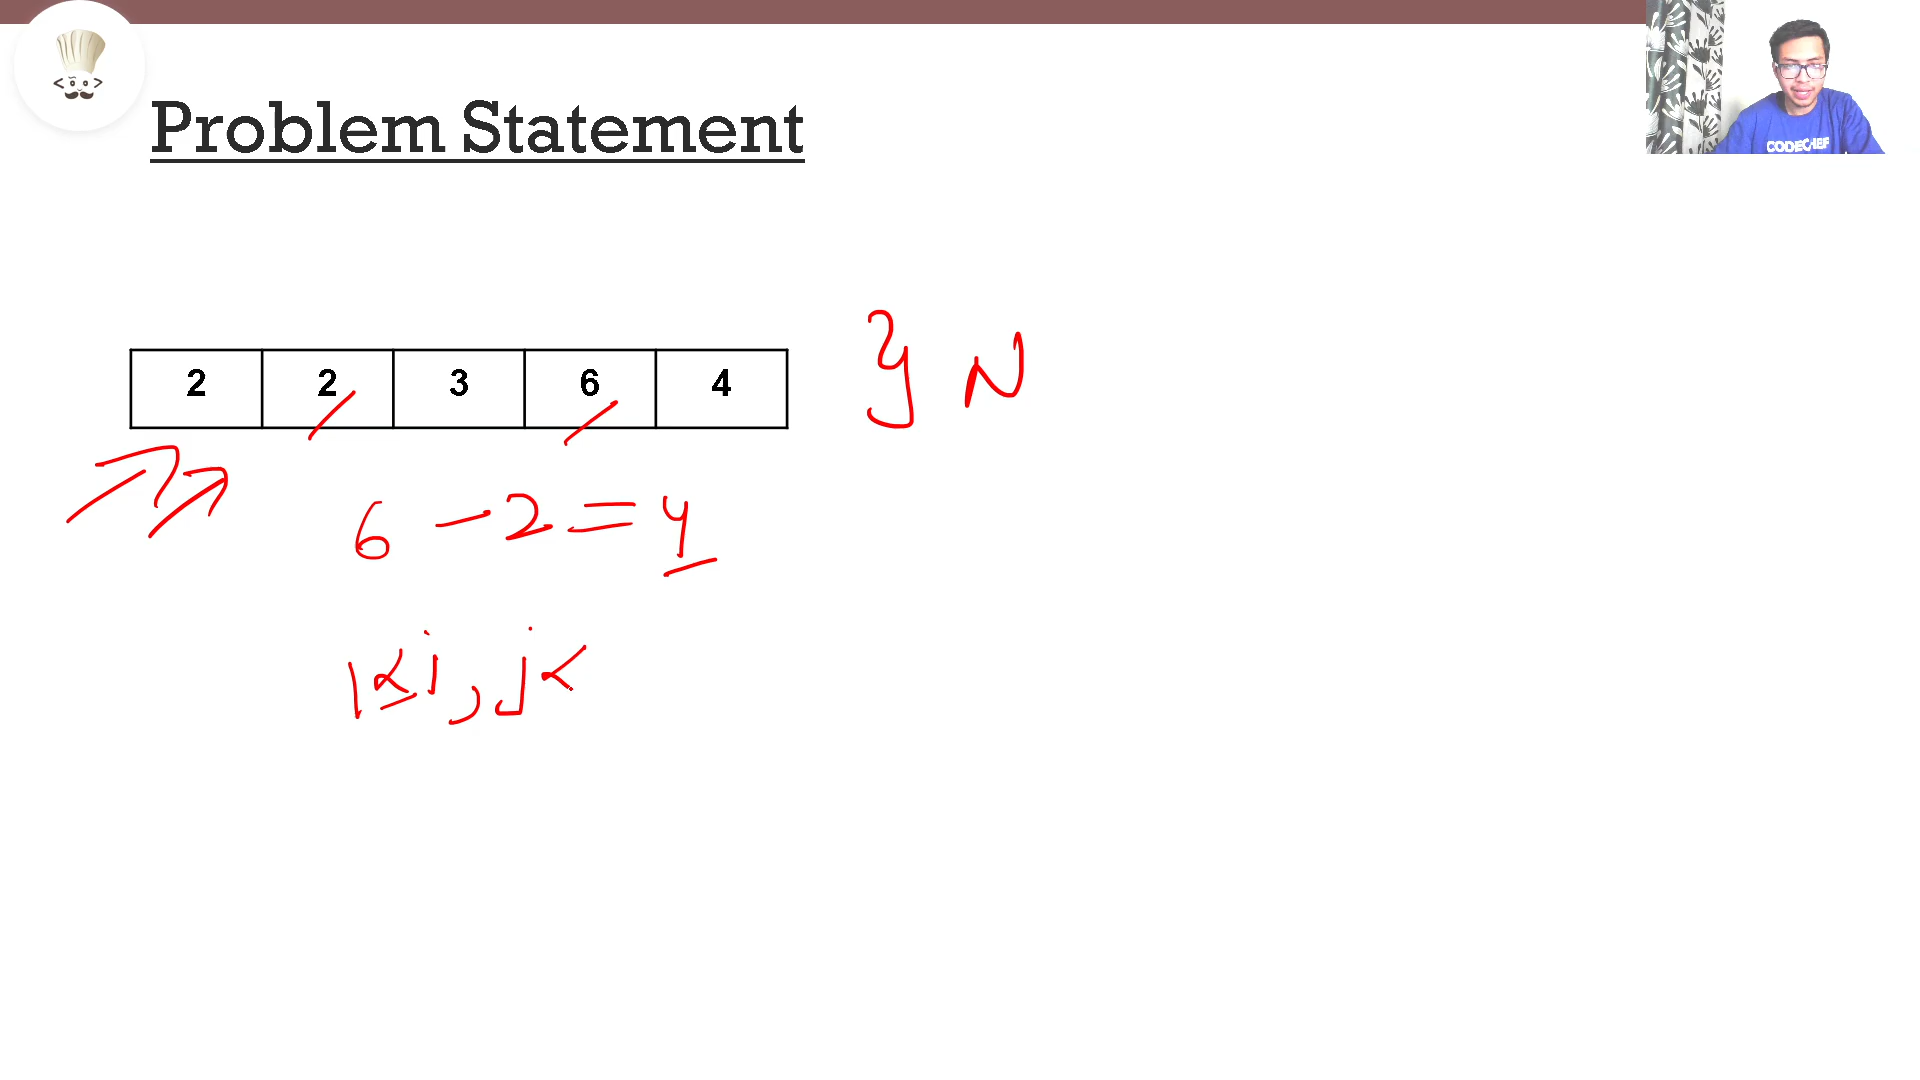 CODECHEF
Problem Statement
2 2 3 6 4 } N
6 - 2 = 4
1 ≤ i, j <